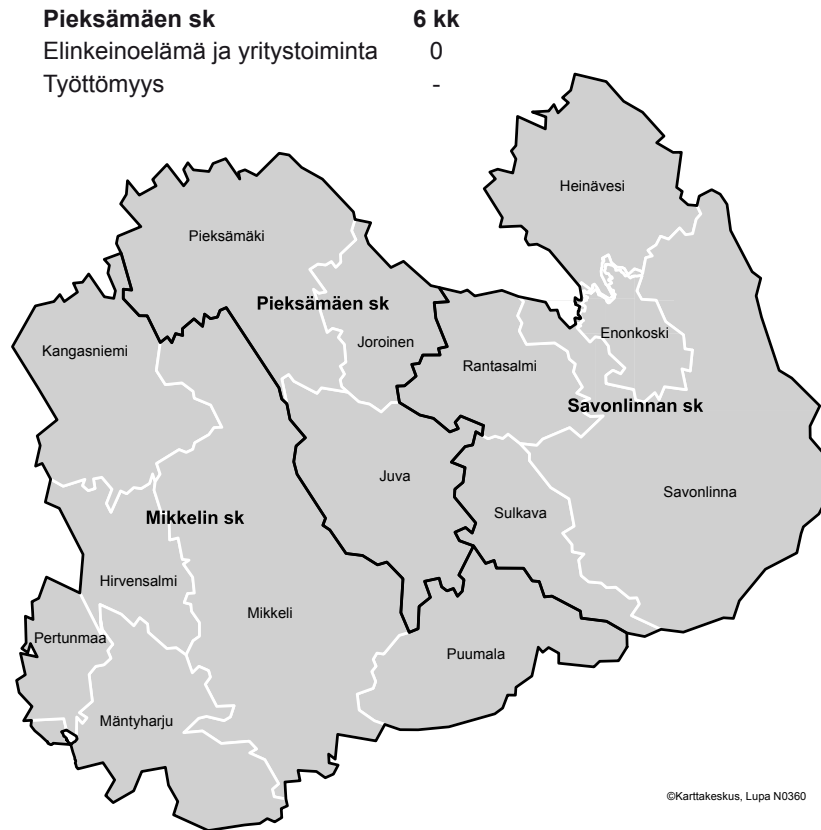 Pieksämäen sk 6 kk
Elinkeinoelämä ja yritystoiminta 0
Työttömyys -
Heinävesi
Pieksämäki
Pieksämäen sk
Enonkoski
Joroinen
Kangasniemi
Rantasalmi
Savonlinnan sk
Juva
Savonlinna
Sulkava
Mikkelin sk
Hirvensalmi
Mikkeli
Pertunmaa
Puumala
Mäntyharju
©Karttakeskus, Lupa N0360